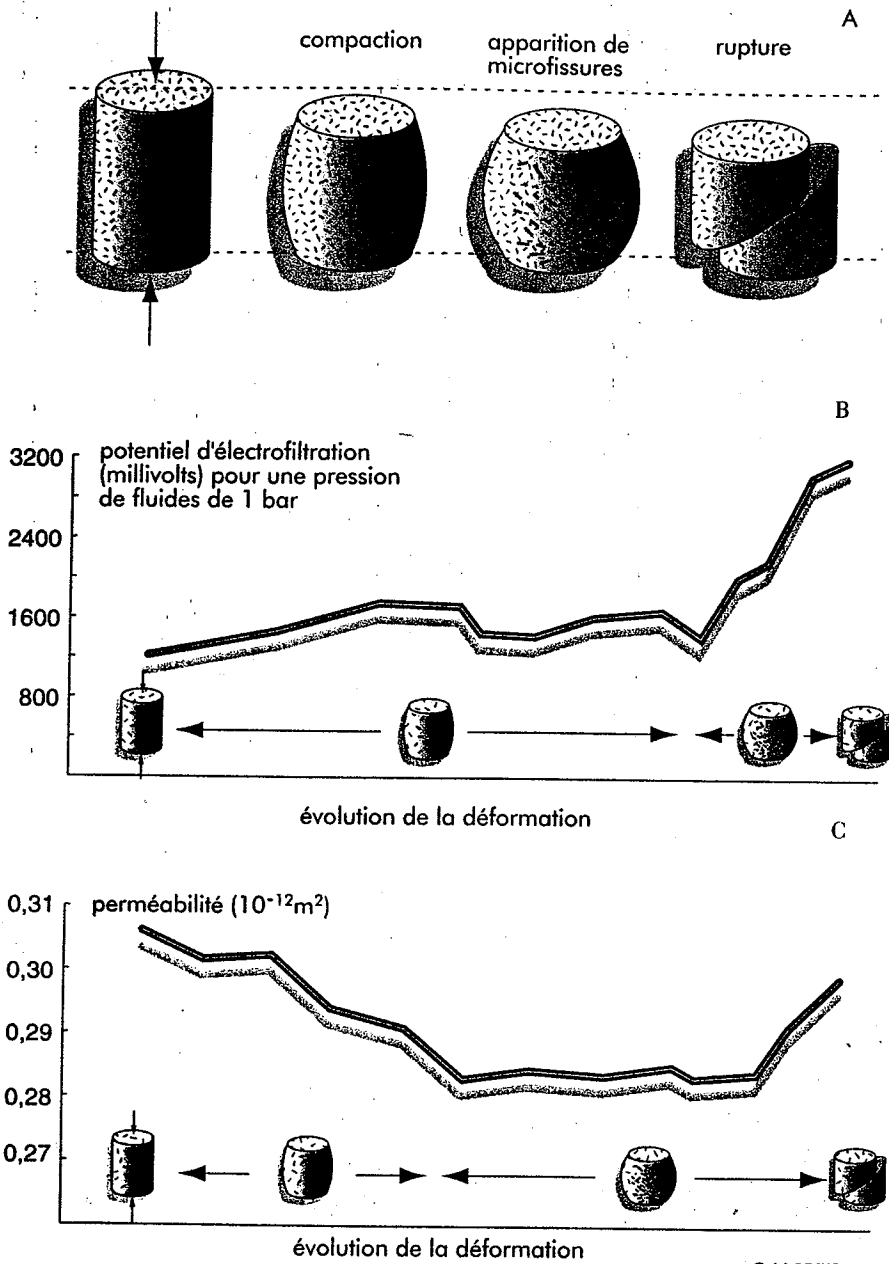 A
compaction
apparition de
microfissures
rupture
B
potentiel d'électrofiltration
(millivolts) pour une pression
de fluides de 1 bar
3200
2400
1600
800
évolution de la déformation
C
perméabilité (10⁻¹²m²)
0,31
0,30
0,29
0,28
0,27
évolution de la déformation